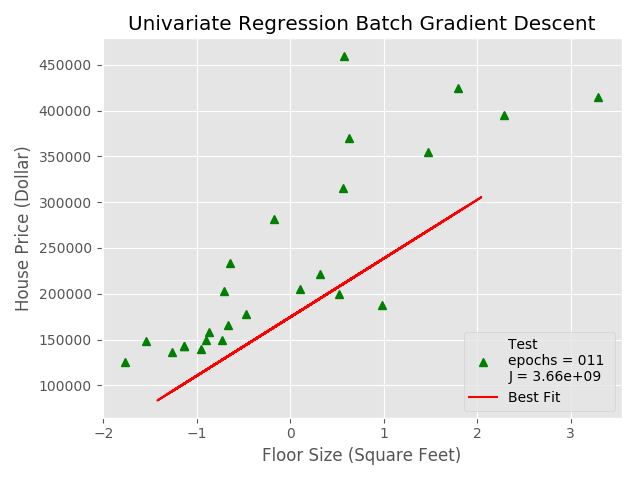 Univariate Regression Batch Gradient Descent
450000
400000
350000
300000
250000
200000
150000
100000
House Price (Dollar)
−2
−1
0
1
2
3
Floor Size (Square Feet)
Test
epochs = 011
J = 3.66e+09
Best Fit